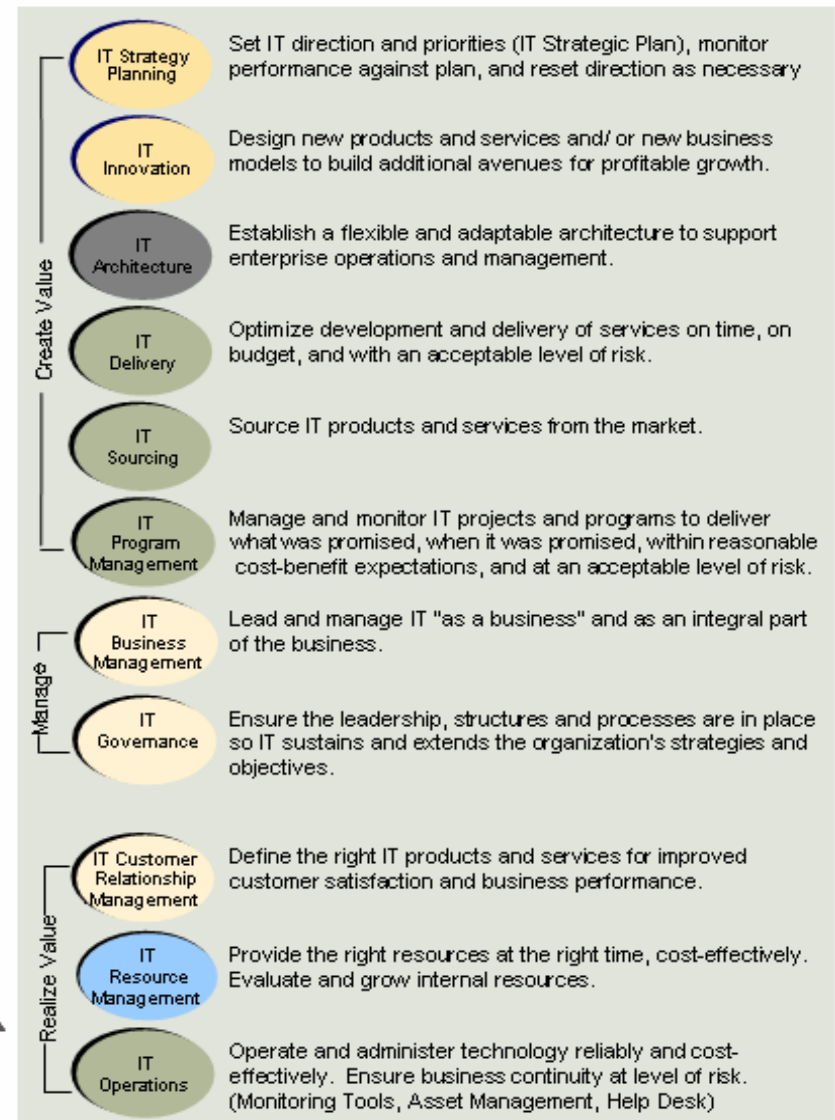 Create Value
IT Strategy
Planning
Set IT direction and priorities (IT Strategic Plan), monitor
performance against plan, and reset direction as necessary
IT
Innovation
Design new products and services and/ or new business
models to build additional avenues for profitable growth.
IT
Architecture
Establish a flexible and adaptable architecture to support
enterprise operations and management.
IT
Delivery
Optimize development and delivery of services on time, on
budget, and with an acceptable level of risk.
IT
Sourcing
Source IT products and services from the market.
IT
Program
Management
Manage and monitor IT projects and programs to deliver
what was promised, when it was promised, within reasonable
cost-benefit expectations, and at an acceptable level of risk.
Manage
IT
Business
Management
Lead and manage IT "as a business" and as an integral part
of the business.
IT
Governance
Ensure the leadership, structures and processes are in place
so IT sustains and extends the organization's strategies and
objectives.
Realize Value
IT Customer
Relationship
Management
Define the right IT products and services for improved
customer satisfaction and business performance.
IT
Resource
Management
Provide the right resources at the right time, cost-effectively.
Evaluate and grow internal resources.
IT
Operations
Operate and administer technology reliably and cost-
effectively. Ensure business continuity at level of risk.
(Monitoring Tools, Asset Management, Help Desk)